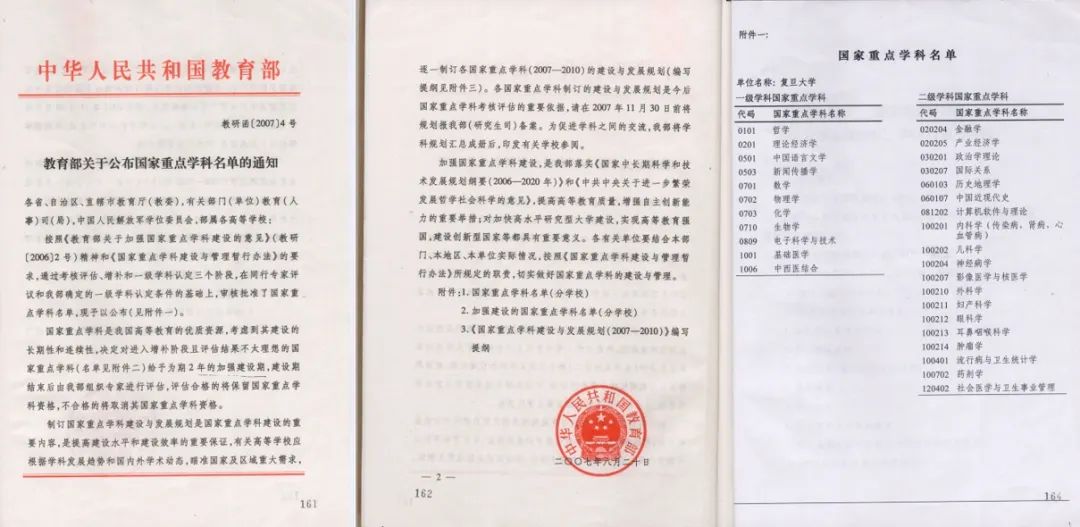 中华人民共和国教育部
教研函〔2007〕4号
教育部关于公布国家重点学科名单的通知
各省、自治区、直辖市教育厅(教委),有关部门(单位)教育(人
事)司(局),中国人民解放军学位委员会,部属各高等学校:
按照《教育部关于加强国家重点学科建设的意见》(教研
〔2006〕2号)精神和《国家重点学科建设与管理暂行办法》的要
求,通过考核评估、增补和一级学科认定三个阶段,在同行专家评
议和我部确定的一级学科认定条件的基础上,审核批准了国家重
点学科名单,现予以公布(见附件一)。
国家重点学科是我国高等教育的优质资源,考虑到其建设的
长期性和连续性,决定对进入增补阶段且评估结果不大理想的国
家重点学科(名单见附件二)给予为期2年的加强建设期,建设期
结束后由我部组织专家进行评估,评估合格的将保留国家重点学
科资格,不合格的将取消其国家重点学科资格。
制订国家重点学科建设与发展规划是国家重点学科建设的重
要内容,是提高建设水平和建设效率的重要保证,有关高等学校应
根据学科发展趋势和国内外学术动态,瞄准国家及区域重大需求,
161
逐一制订各国家重点学科(2007—2010)的建设与发展规划(编写
提纲见附件三)。各国家重点学科制订的建设与发展规划是今后
国家重点学科考核评估的重要依据,请在2007年11月30日前将
规划报我部(研究生司)备案。为促进学科之间的交流,我部将学
科规划汇总成册后,印发有关学校参阅。
加强国家重点学科建设,是我部落实《国家中长期科学和技
术发展规划纲要(2006—2020年)》和《中共中央关于进一步繁荣
发展哲学社会科学的意见》,提高高等教育质量,增强自主创新能
力的重要举措;对加快高水平研究型大学建设,实现高等教育强
国,建设创新型国家等都具有重要意义。各有关单位要结合本部
门、本地区、本单位实际情况,按照《国家重点学科建设与管理暂
行办法》所规定的职责,切实做好国家重点学科的建设与管理。
附件:1.国家重点学科名单(分学校)
2.加强建设的国家重点学科名单(分学校)
3.《国家重点学科建设与发展规划(2007—2010)》编写
提纲
中华人民共和国教育部
二〇〇七年八月二十日
— 2 —
162
附件一:
国家重点学科名单
单位名称:复旦大学
一级学科国家重点学科
代码 国家重点学科名称
0101 哲学
0201 理论经济学
0501 中国语言文学
0503 新闻传播学
0701 数学
0702 物理学
0703 化学
0710 生物学
0809 电子科学与技术
1001 基础医学
1006 中西医结合
二级学科国家重点学科
代码 国家重点学科名称
020204 金融学
020205 产业经济学
030201 政治学理论
030207 国际关系
060103 历史地理学
060107 中国近现代史
081202 计算机软件与理论
100201 内科学(传染病,肾病,心
血管病)
100202 儿科学
100204 神经病学
100207 影像医学与核医学
100210 外科学
100211 妇产科学
100212 眼科学
100213 耳鼻咽喉科学
100214 肿瘤学
100401 流行病与卫生统计学
100702 药剂学
120402 社会医学与卫生事业管理
164